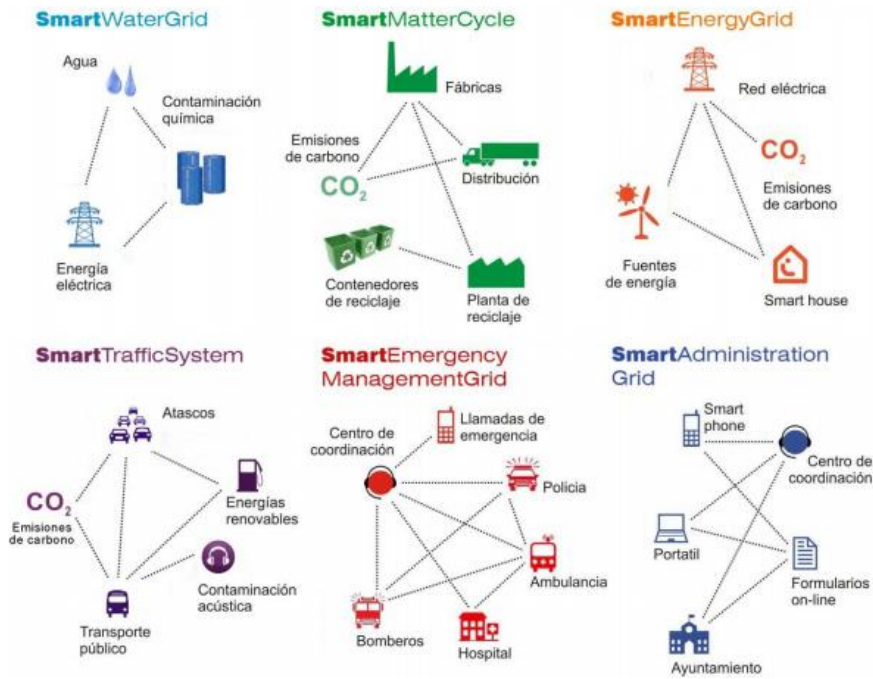 SmartWaterGrid
Agua
Contaminación
química
Energía
eléctrica
SmartMatterCycle
Fábricas
Emisiones
de carbono
CO2
Distribución
Contenedores
de reciclaje
Planta de
reciclaje
SmartEnergyGrid
Red eléctrica
CO2
Emisiones
de carbono
Fuentes
de energía
Smart house
SmartTrafficSystem
Atascos
CO2
Emisiones
de carbono
Energías
renovables
Contaminación
acústica
Transporte
público
SmartEmergency
ManagementGrid
Llamadas de
emergencia
Centro de
coordinación
Policia
Ambulancia
Bomberos
Hospital
SmartAdministration
Grid
Smart
phone
Centro de
coordinación
Portatil
Formularios
on-line
Ayuntamiento